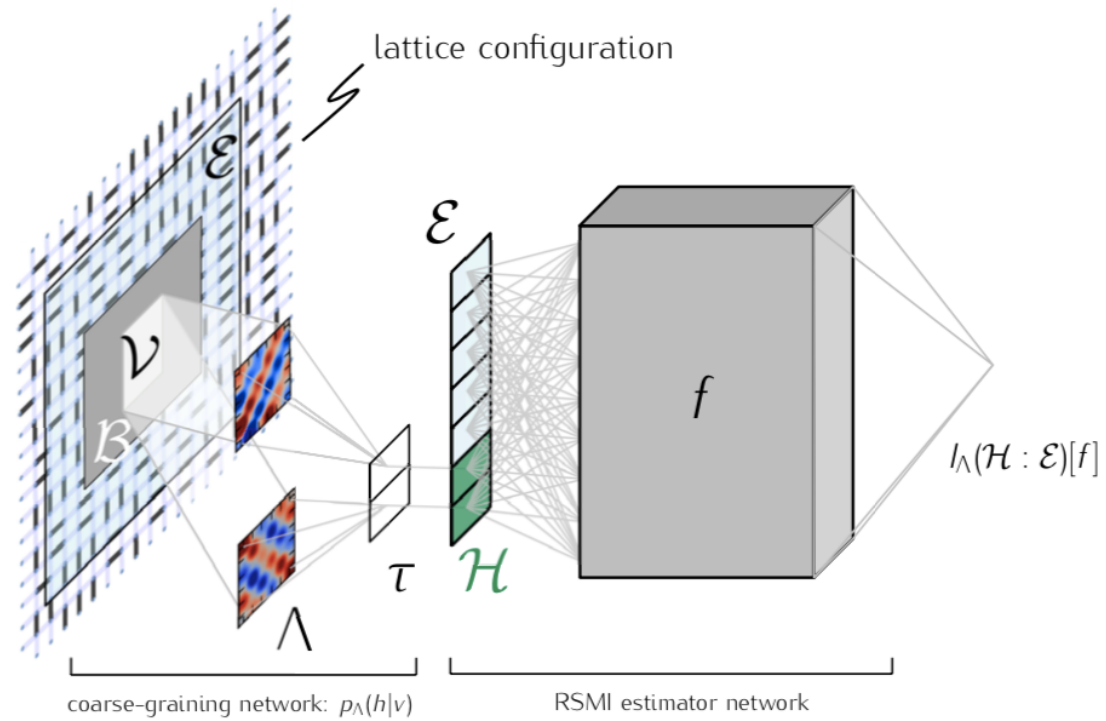 lattice configuration
ℰ
ℰ
𝒱
ℬ
f
I_Λ(ℋ : ℰ)[f]
τ
ℋ
Λ
coarse-graining network: p_Λ(h|v)
RSMI estimator network